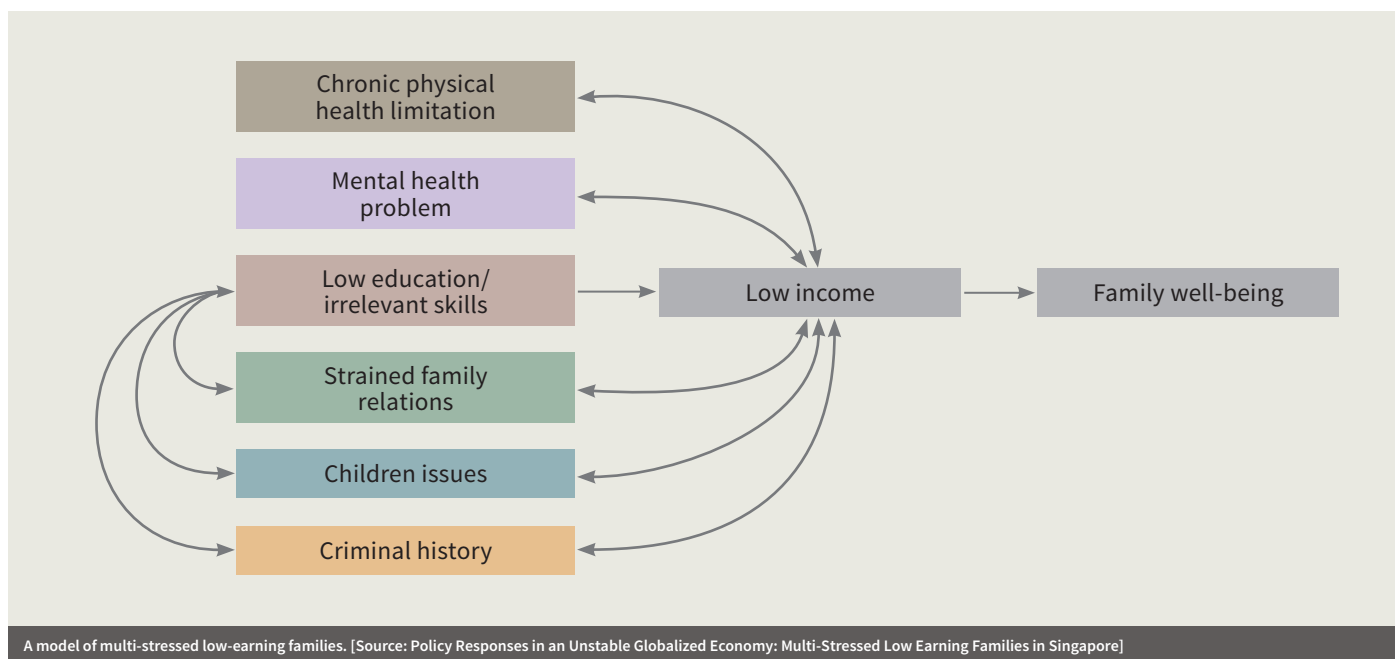 Chronic physical
health limitation
Mental health
problem
Low education/
irrelevant skills
Low income
Family well-being
Strained family
relations
Children issues
Criminal history
A model of multi-stressed low-earning families. [Source: Policy Responses in an Unstable Globalized Economy: Multi-Stressed Low Earning Families in Singapore]